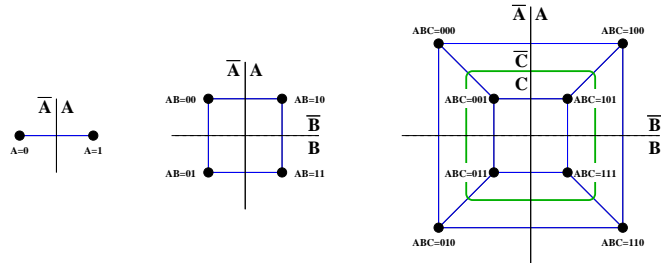 A̅ A
A=0 A=1
A̅ A
AB=00 AB=10
B̅
B
AB=01 AB=11
A̅ A
ABC=000 ABC=100
C̅
C
ABC=001 ABC=101
B̅
B
ABC=011 ABC=111
ABC=010 ABC=110